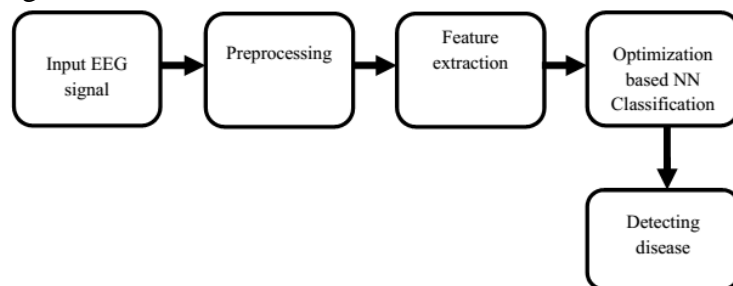 Input EEG
signal
Preprocessing
Feature
extraction
Optimization
based NN
Classification
Detecting
disease